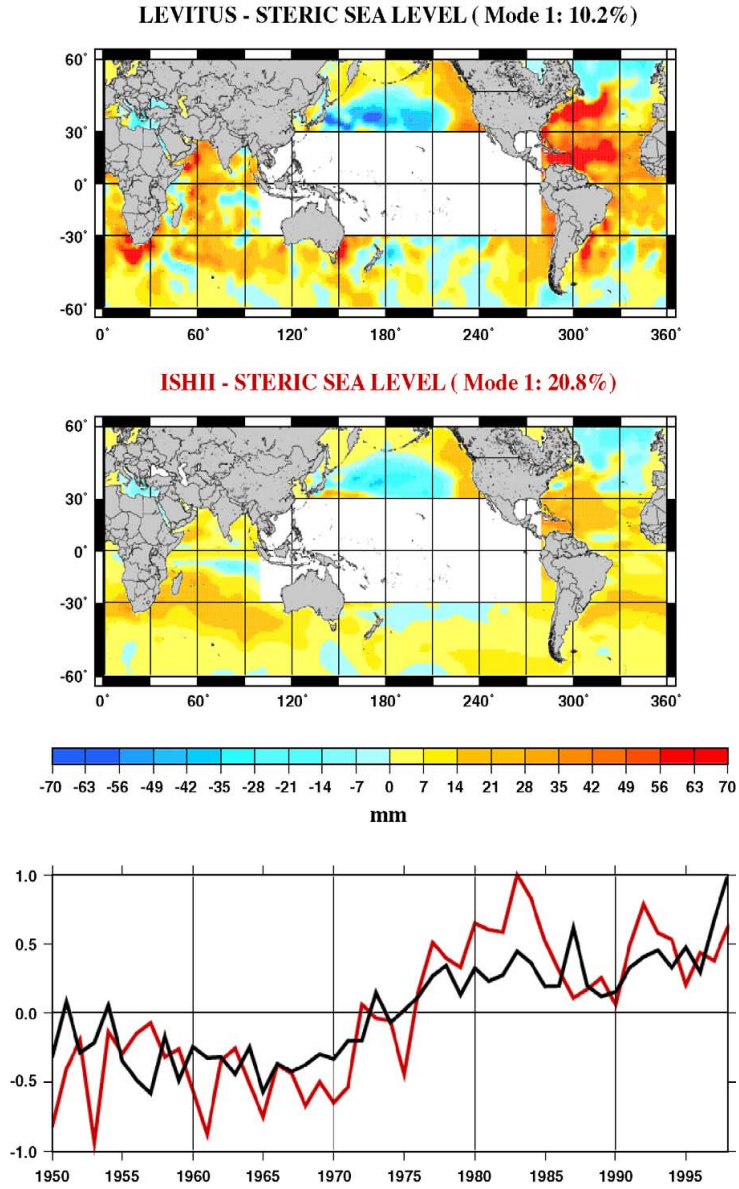 LEVITUS - STERIC SEA LEVEL ( Mode 1: 10.2%)
60˚
30˚
0˚
-30˚
-60˚
0˚ 60˚ 120˚ 180˚ 240˚ 300˚ 360˚
ISHII - STERIC SEA LEVEL ( Mode 1: 20.8%)
60˚
30˚
0˚
-30˚
-60˚
0˚ 60˚ 120˚ 180˚ 240˚ 300˚ 360˚
-70 -63 -56 -49 -42 -35 -28 -21 -14 -7 0 7 14 21 28 35 42 49 56 63 70
mm
1.0
0.5
0.0
-0.5
-1.0
1950 1955 1960 1965 1970 1975 1980 1985 1990 1995